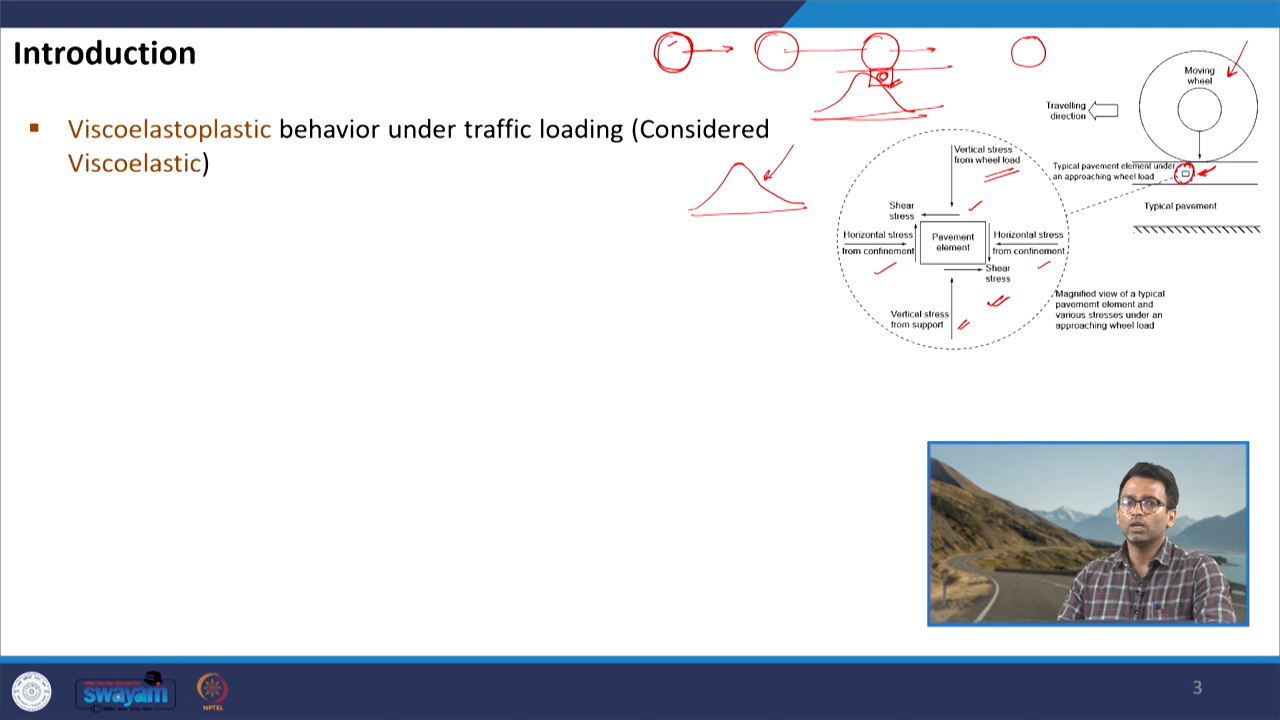 Introduction
▪ Viscoelastoplastic behavior under traffic loading (Considered
Viscoelastic)
Moving
wheel
Travelling
direction
Typical pavement element under
an approaching wheel load
Typical pavement
Vertical stress
from wheel load
Shear
stress
Horizontal stress
from confinement
Pavement
element
Horizontal stress
from confinement
Shear
stress
Vertical stress
from support
Magnified view of a typical
pavememt element and
various stresses under an
approaching wheel load
swayam
NPTEL
3